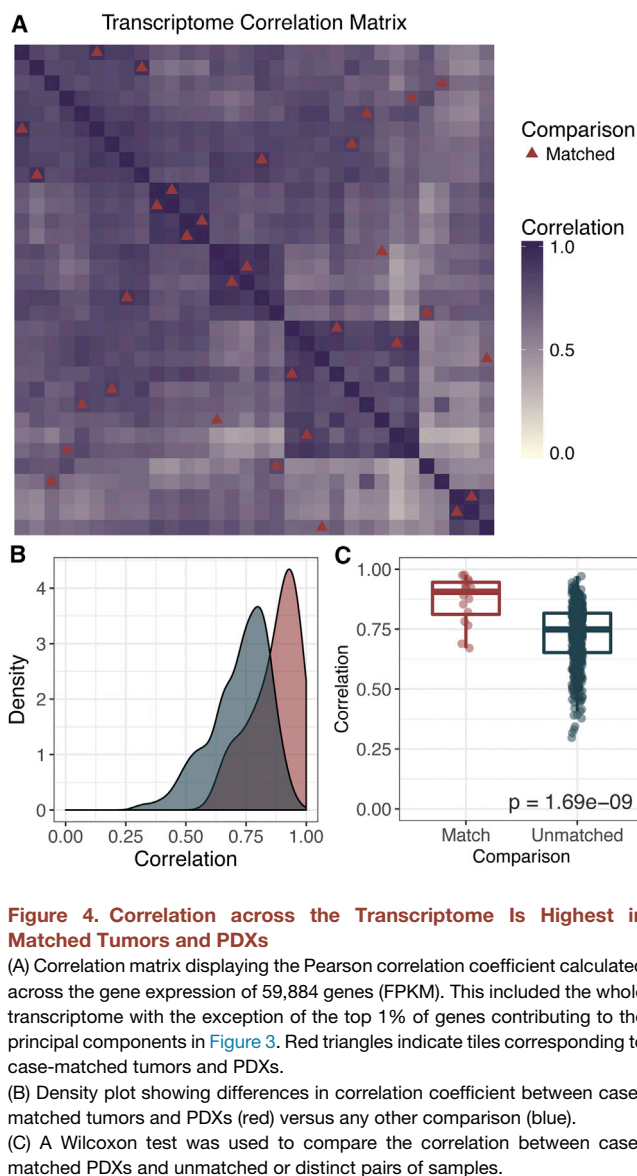 A
Transcriptome Correlation Matrix
Comparison
Matched
Correlation
1.0
0.5
0.0
B
4
3
2
1
0
Density
0.00 0.25 0.50 0.75 1.00
Correlation
C
1.00
0.75
0.50
0.25
0.00
Correlation
p = 1.69e−09
Match Unmatched
Comparison
Figure 4. Correlation across the Transcriptome Is Highest in
Matched Tumors and PDXs
(A) Correlation matrix displaying the Pearson correlation coefficient calculated
across the gene expression of 59,884 genes (FPKM). This included the whole
transcriptome with the exception of the top 1% of genes contributing to the
principal components in Figure 3. Red triangles indicate tiles corresponding to
case-matched tumors and PDXs.
(B) Density plot showing differences in correlation coefficient between case
matched tumors and PDXs (red) versus any other comparison (blue).
(C) A Wilcoxon test was used to compare the correlation between case
matched PDXs and unmatched or distinct pairs of samples.